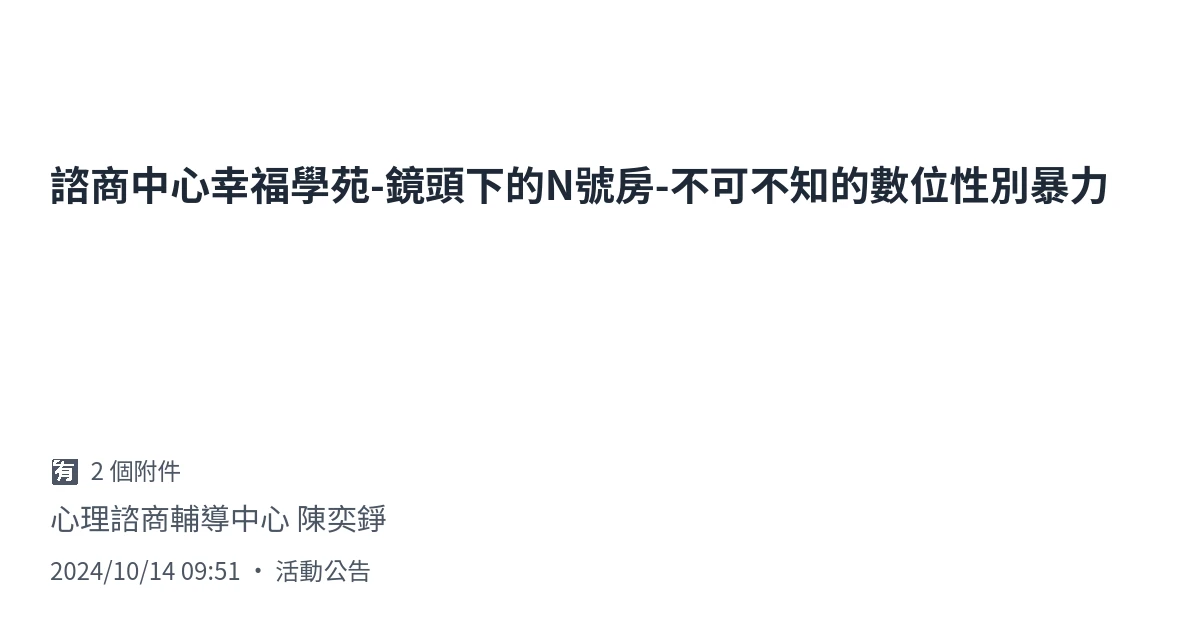 諮商中心幸福學苑-鏡頭下的N號房-不可不知的數位性別暴力
有 2 個附件
心理諮商輔導中心 陳奕錚
2024/10/14 09:51 • 活動公告